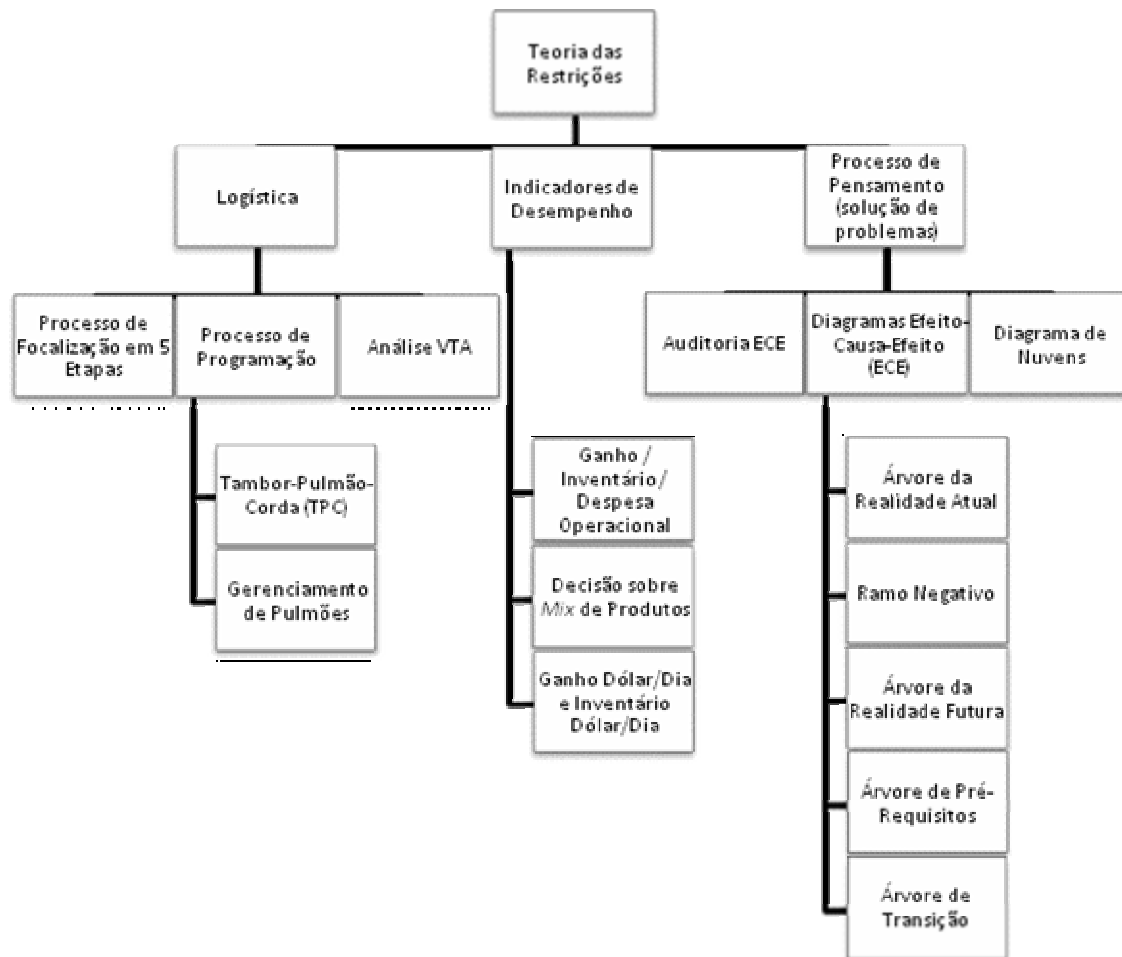 Teoria das
Restrições
Logística
Indicadores de
Desempenho
Processo de
Pensamento
(solução de
problemas)
Processo de
Focalização em 5
Etapas
Processo de
Programação
Análise VTA
Auditoria ECE
Diagramas Efeito-
Causa-Efeito
(ECE)
Diagrama de
Nuvens
Tambor-Pulmão-
Corda (TPC)
Gerenciamento
de Pulmões
Ganho /
Inventário /
Despesa
Operacional
Decisão sobre
Mix de Produtos
Ganho Dólar/Dia
e Inventário
Dólar/Dia
Árvore da
Realidade Atual
Ramo Negativo
Árvore da
Realidade Futura
Árvore de Pré-
Requisitos
Árvore de
Transição